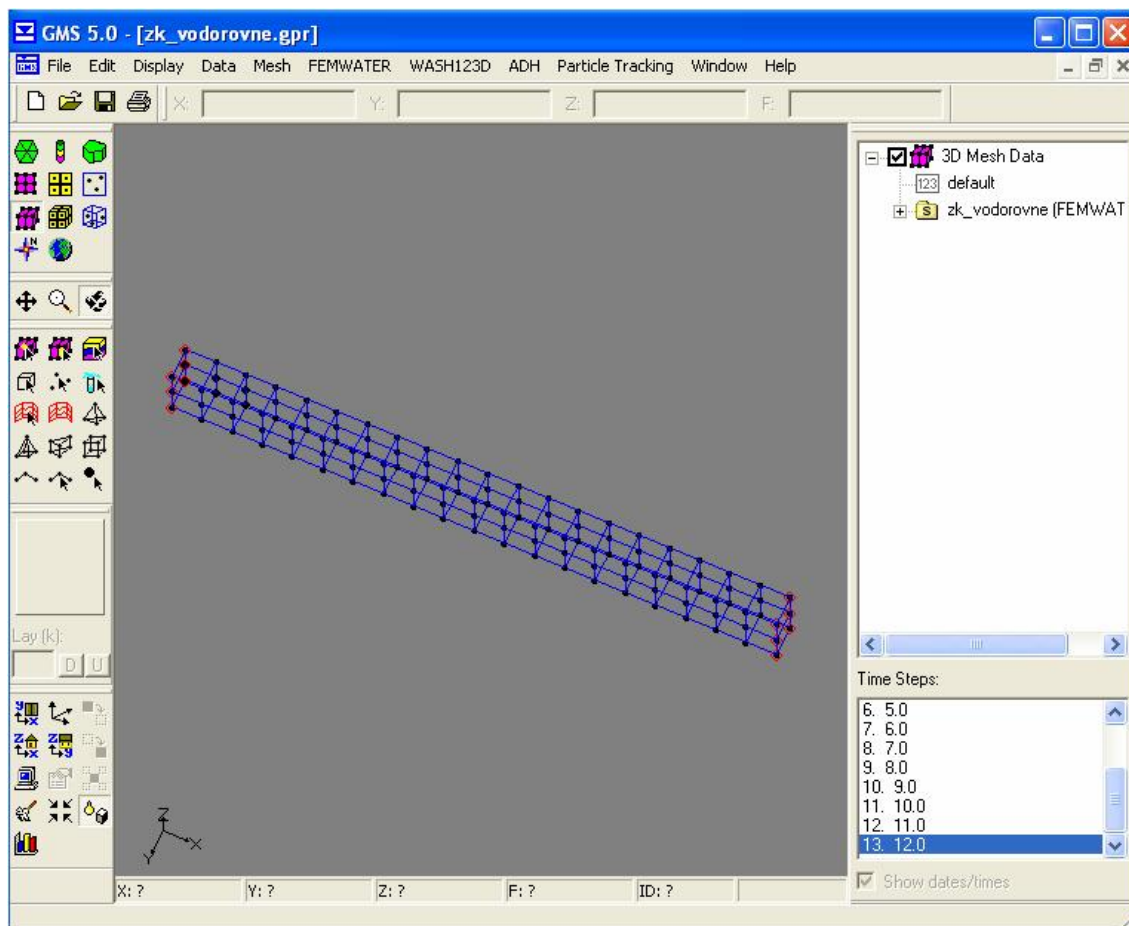 GMS 5.0 - [zk_vodorovne.gpr]
File Edit Display Data Mesh FEMWATER WASH123D ADH Particle Tracking Window Help
X: Y: Z: F:
3D Mesh Data
123 default
S zk_vodorovne (FEMWAT
Lay (k):
D U
Time Steps:
6. 5.0
7. 6.0
8. 7.0
9. 8.0
10. 9.0
11. 10.0
12. 11.0
13. 12.0
Show dates/times
Z
X
Y
X: ? Y: ? Z: ? F: ? ID: ?